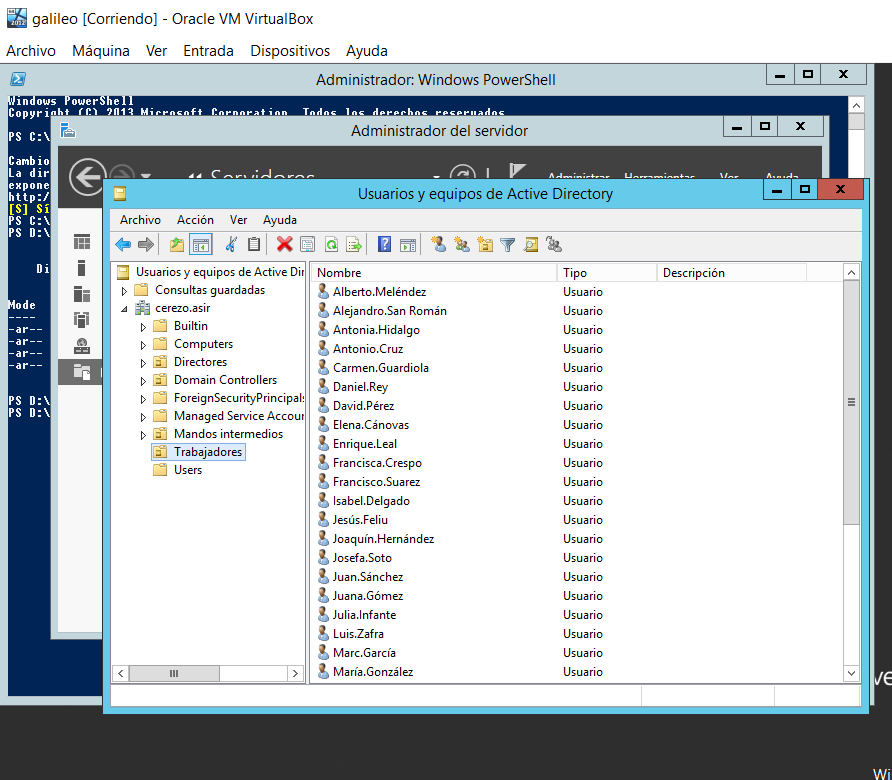 galileo [Corriendo] - Oracle VM VirtualBox
Archivo Máquina Ver Entrada Dispositivos Ayuda
Administrador: Windows PowerShell
Windows PowerShell
Copyright (C) 2013 Microsoft Corporation. Todos los derechos reservados.
Administrador del servidor
PS C:\
Cambio
La dir
expone
http:/
[S] Sí
PS C:\
PS D:\
Di
Mode
----
-ar--
-ar--
-ar--
-ar--
PS D:\
PS D:\
Servidores
Administrar Herramientas Ver Ayuda
Usuarios y equipos de Active Directory
Archivo Acción Ver Ayuda
Usuarios y equipos de Active Dir
Consultas guardadas
cerezo.asir
Builtin
Computers
Directores
Domain Controllers
ForeignSecurityPrincipals
Managed Service Accour
Mandos intermedios
Trabajadores
Users
Nombre Tipo Descripción
Alberto.Meléndez Usuario
Alejandro.San Román Usuario
Antonia.Hidalgo Usuario
Antonio.Cruz Usuario
Carmen.Guardiola Usuario
Daniel.Rey Usuario
David.Pérez Usuario
Elena.Cánovas Usuario
Enrique.Leal Usuario
Francisca.Crespo Usuario
Francisco.Suarez Usuario
Isabel.Delgado Usuario
Jesús.Feliu Usuario
Joaquín.Hernández Usuario
Josefa.Soto Usuario
Juan.Sánchez Usuario
Juana.Gómez Usuario
Julia.Infante Usuario
Luis.Zafra Usuario
Marc.García Usuario
María.González Usuario
ve
Wi